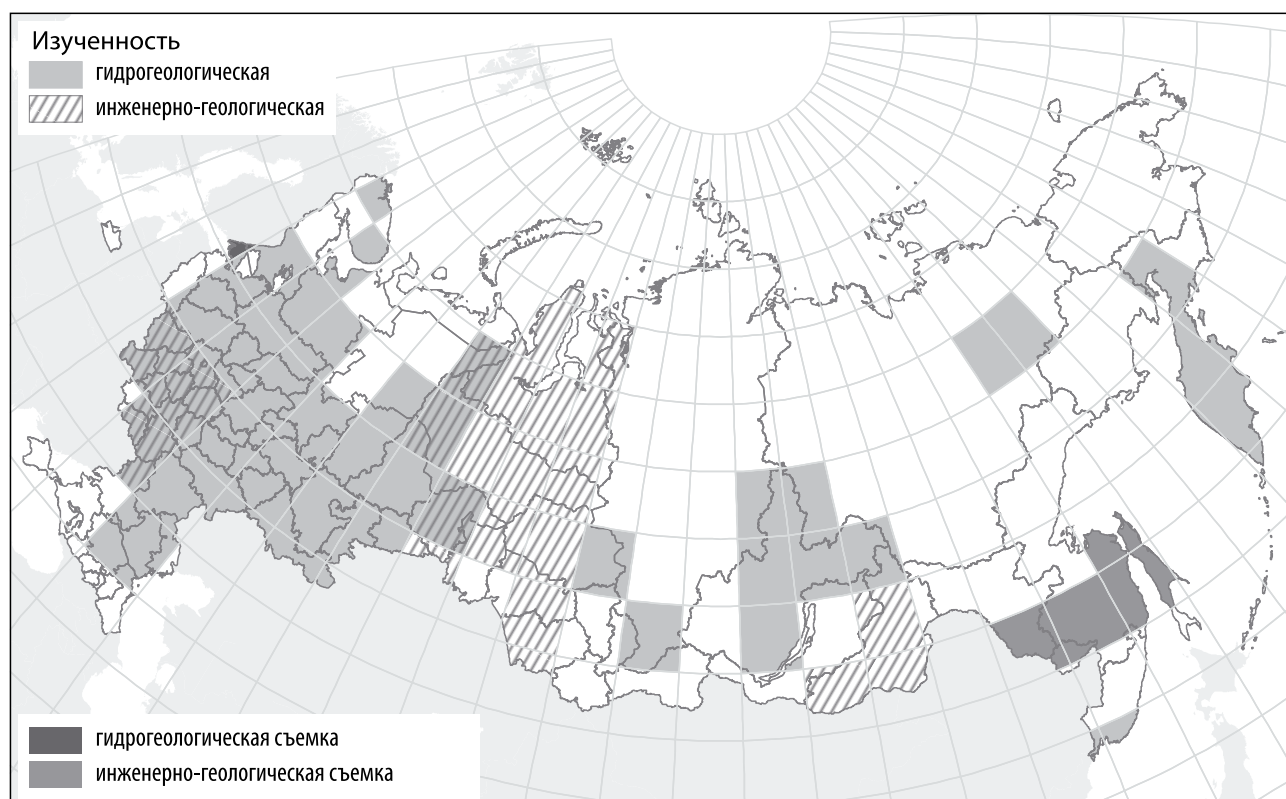 Изученность
гидрогеологическая
инженерно-геологическая
гидрогеологическая съемка
инженерно-геологическая съемка